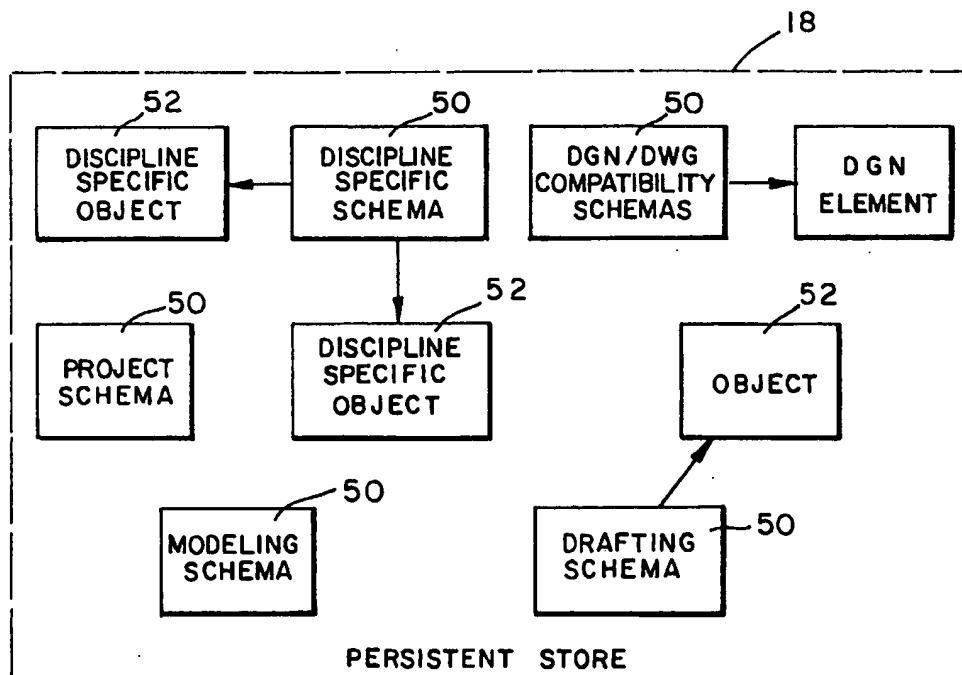 18
52
50
50
DISCIPLINE
SPECIFIC
OBJECT
DISCIPLINE
SPECIFIC
SCHEMA
DGN/DWG
COMPATIBILITY
SCHEMAS
DGN
ELEMENT
50
52
52
PROJECT
SCHEMA
DISCIPLINE
SPECIFIC
OBJECT
OBJECT
50
50
MODELING
SCHEMA
DRAFTING
SCHEMA
PERSISTENT STORE